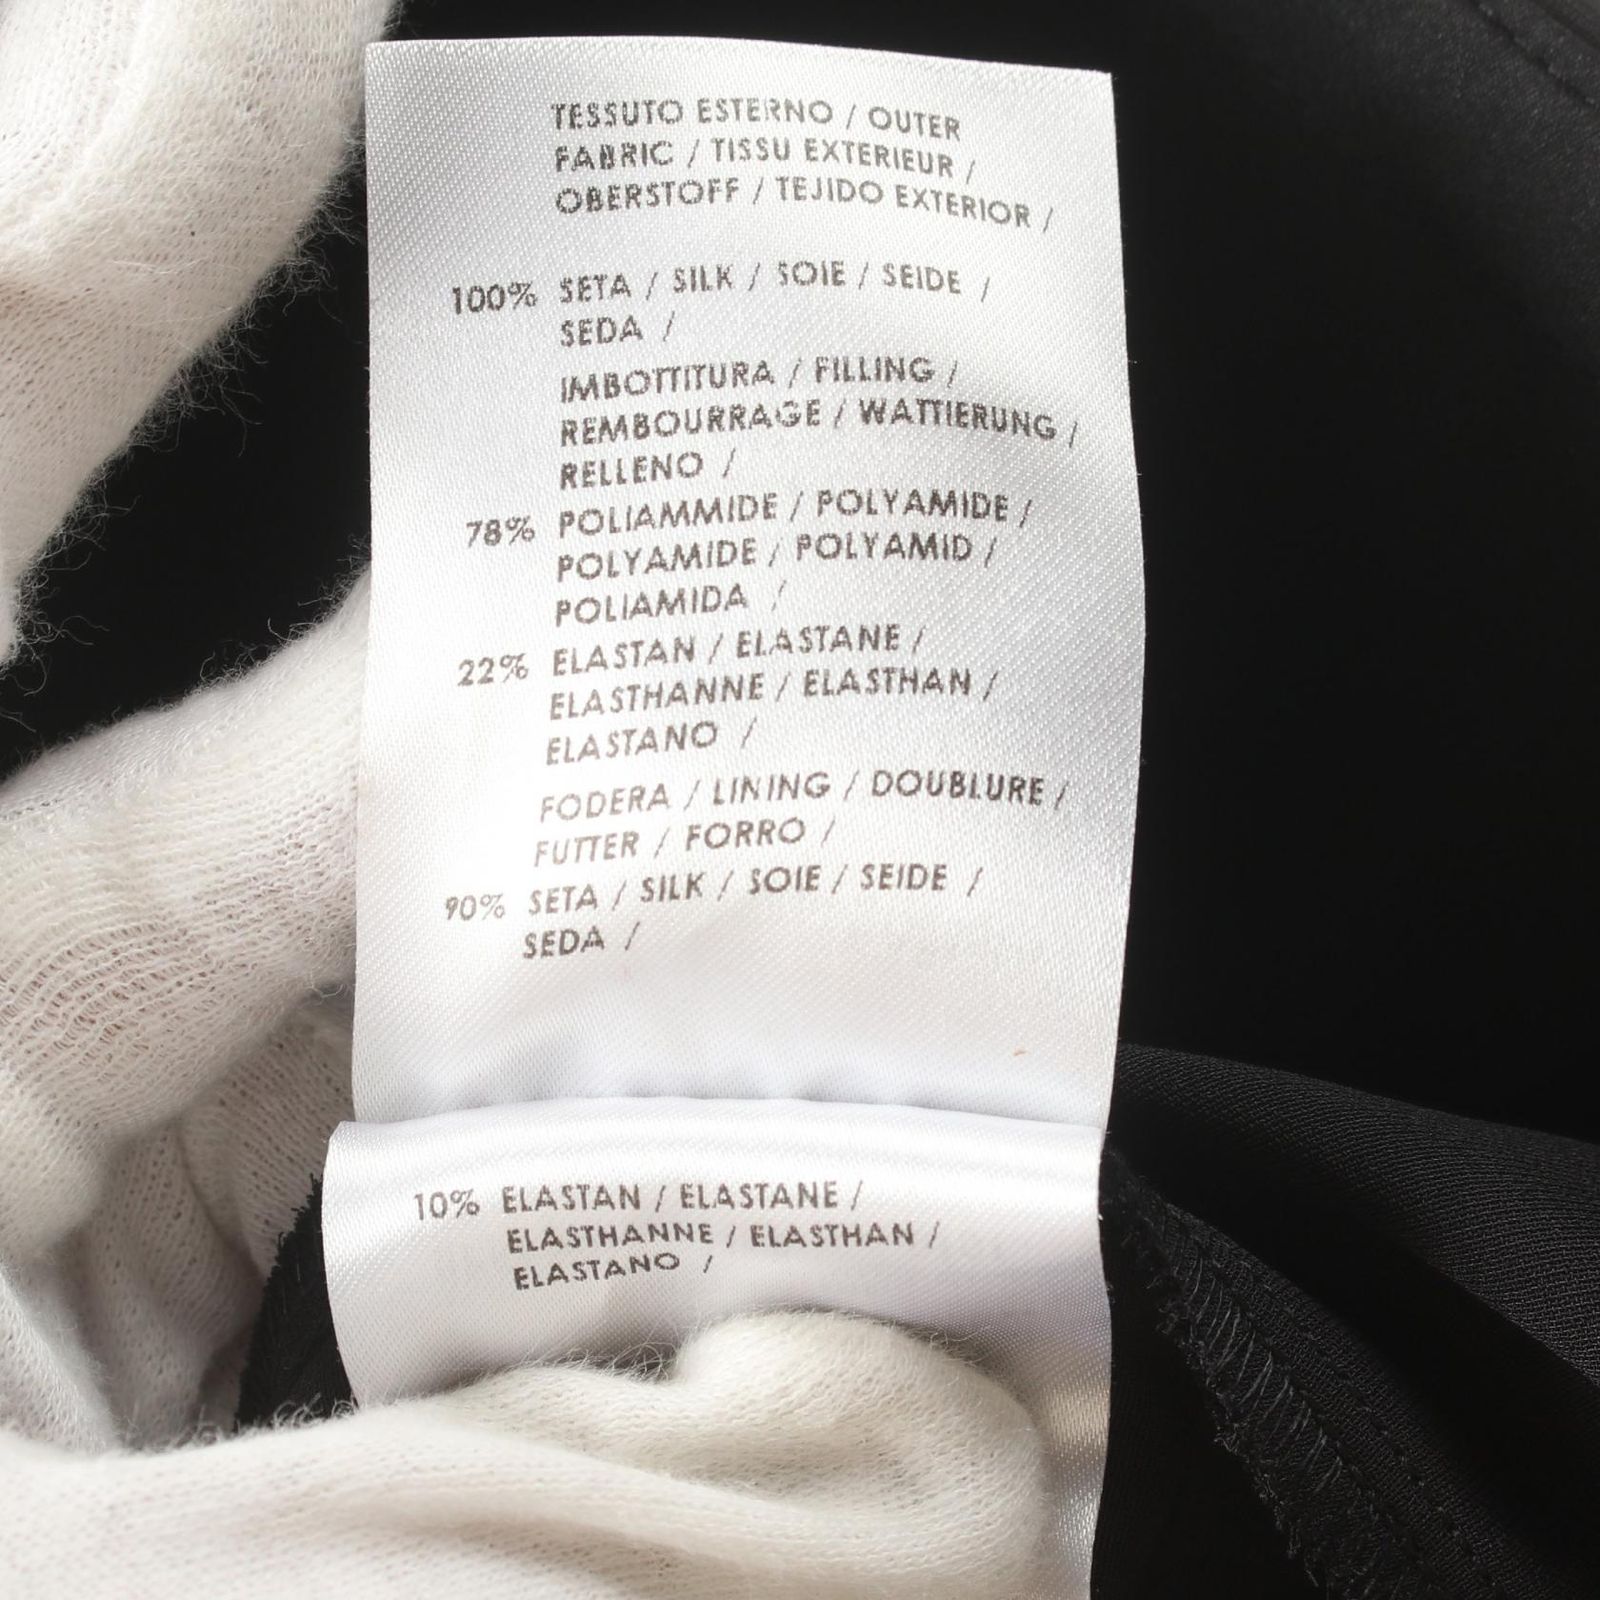 TESSUTO ESTERNO / OUTER
FABRIC / TISSU EXTERIEUR /
OBERSTOFF / TEJIDO EXTERIOR /
100% SETA / SILK / SOIE / SEIDE /
SEDA /
IMBOTTITURA / FILLING /
REMBOURRAGE / WATTIERUNG /
RELLENO /
78% POLIAMMIDE / POLYAMIDE /
POLYAMIDE / POLYAMID /
POLIAMIDA /
22% ELASTAN / ELASTANE /
ELASTHANNE / ELASTHAN /
ELASTANO /
FODERA / LINING / DOUBLURE /
FUTTER / FORRO /
90% SETA / SILK / SOIE / SEIDE /
SEDA /
10% ELASTAN / ELASTANE /
ELASTHANNE / ELASTHAN /
ELASTANO /